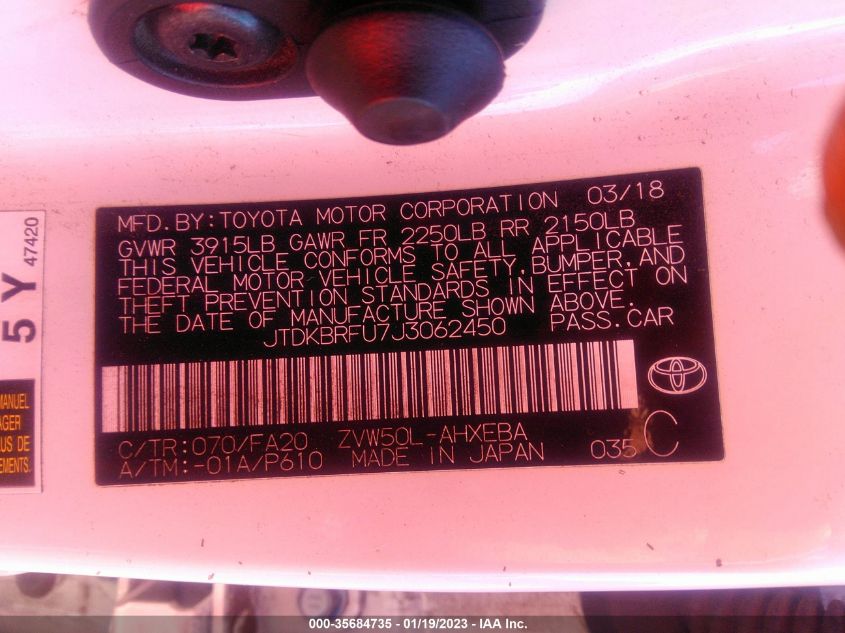 MFD.BY:TOYOTA MOTOR CORPORATION 03/18
GVWR 3915LB GAWR FR 2250LB RR 2150LB
THIS VEHICLE CONFORMS TO ALL APPLICABLE
FEDERAL MOTOR VEHICLE SAFETY,BUMPER,AND
THEFT PREVENTION STANDARDS IN EFFECT ON
THE DATE OF MANUFACTURE SHOWN ABOVE.
JTDKBRFU7J3062450 PASS.CAR
C/TR:070/FA20 ZVW50L-AHXEBA
A/TM:-01A/P610 MADE IN JAPAN 035 C
5Y
47420
MANUEL
US DE
000-35684735 - 01/19/2023 - IAA Inc.